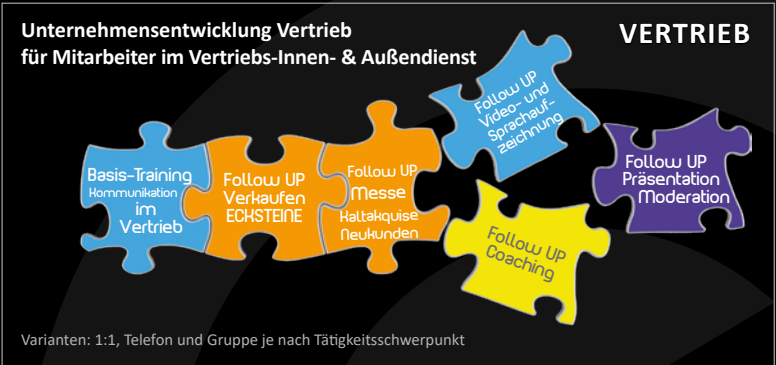 Unternehmensentwicklung Vertrieb
für Mitarbeiter im Vertriebs-Innen- & Außendienst
VERTRIEB
Basis-Training
Kommunikation
im
Vertrieb
Follow UP
Verkaufen
ECKSTEINE
Follow UP
Messe
Kaltakquise
Neukunden
Follow UP
Video- und
Sprachauf-
zeichnung
Follow UP
Coaching
Follow UP
Präsentation
Moderation
Varianten: 1:1, Telefon und Gruppe je nach Tätigkeitsschwerpunkt